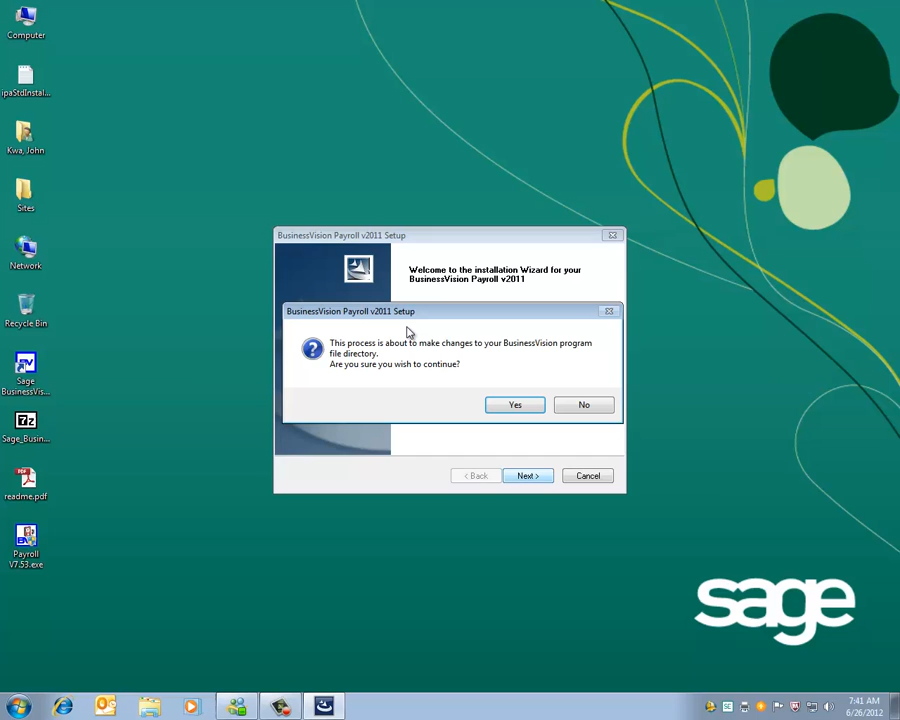 Computer
ipaStdInstal...
Kwa, John
Sites
Network
Recycle Bin
Sage
BusinessVis...
Sage_Busin...
readme.pdf
Payroll
V7.53.exe
BusinessVision Payroll v2011 Setup
Welcome to the installation Wizard for your
BusinessVision Payroll v2011
BusinessVision Payroll v2011 Setup
This process is about to make changes to your BusinessVision program
file directory.
Are you sure you wish to continue?
Yes No
< Back Next > Cancel
sage
7:41 AM
6/26/2012